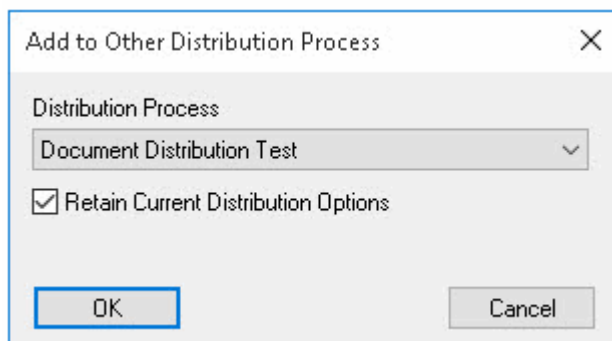 Add to Other Distribution Process
Distribution Process
Document Distribution Test
Retain Current Distribution Options
OK
Cancel